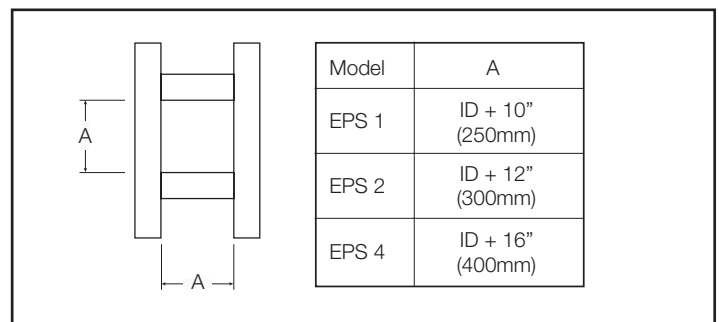 A
A
Model A
EPS 1 ID + 10”
(250mm)
EPS 2 ID + 12”
(300mm)
EPS 4 ID + 16”
(400mm)